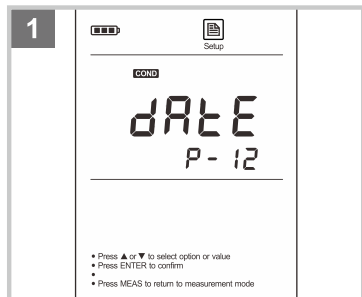 1
Setup
COND
dAtE
P-12
• Press ▲ or ▼ to select option or value
• Press ENTER to confirm
•
• Press MEAS to return to measurement mode